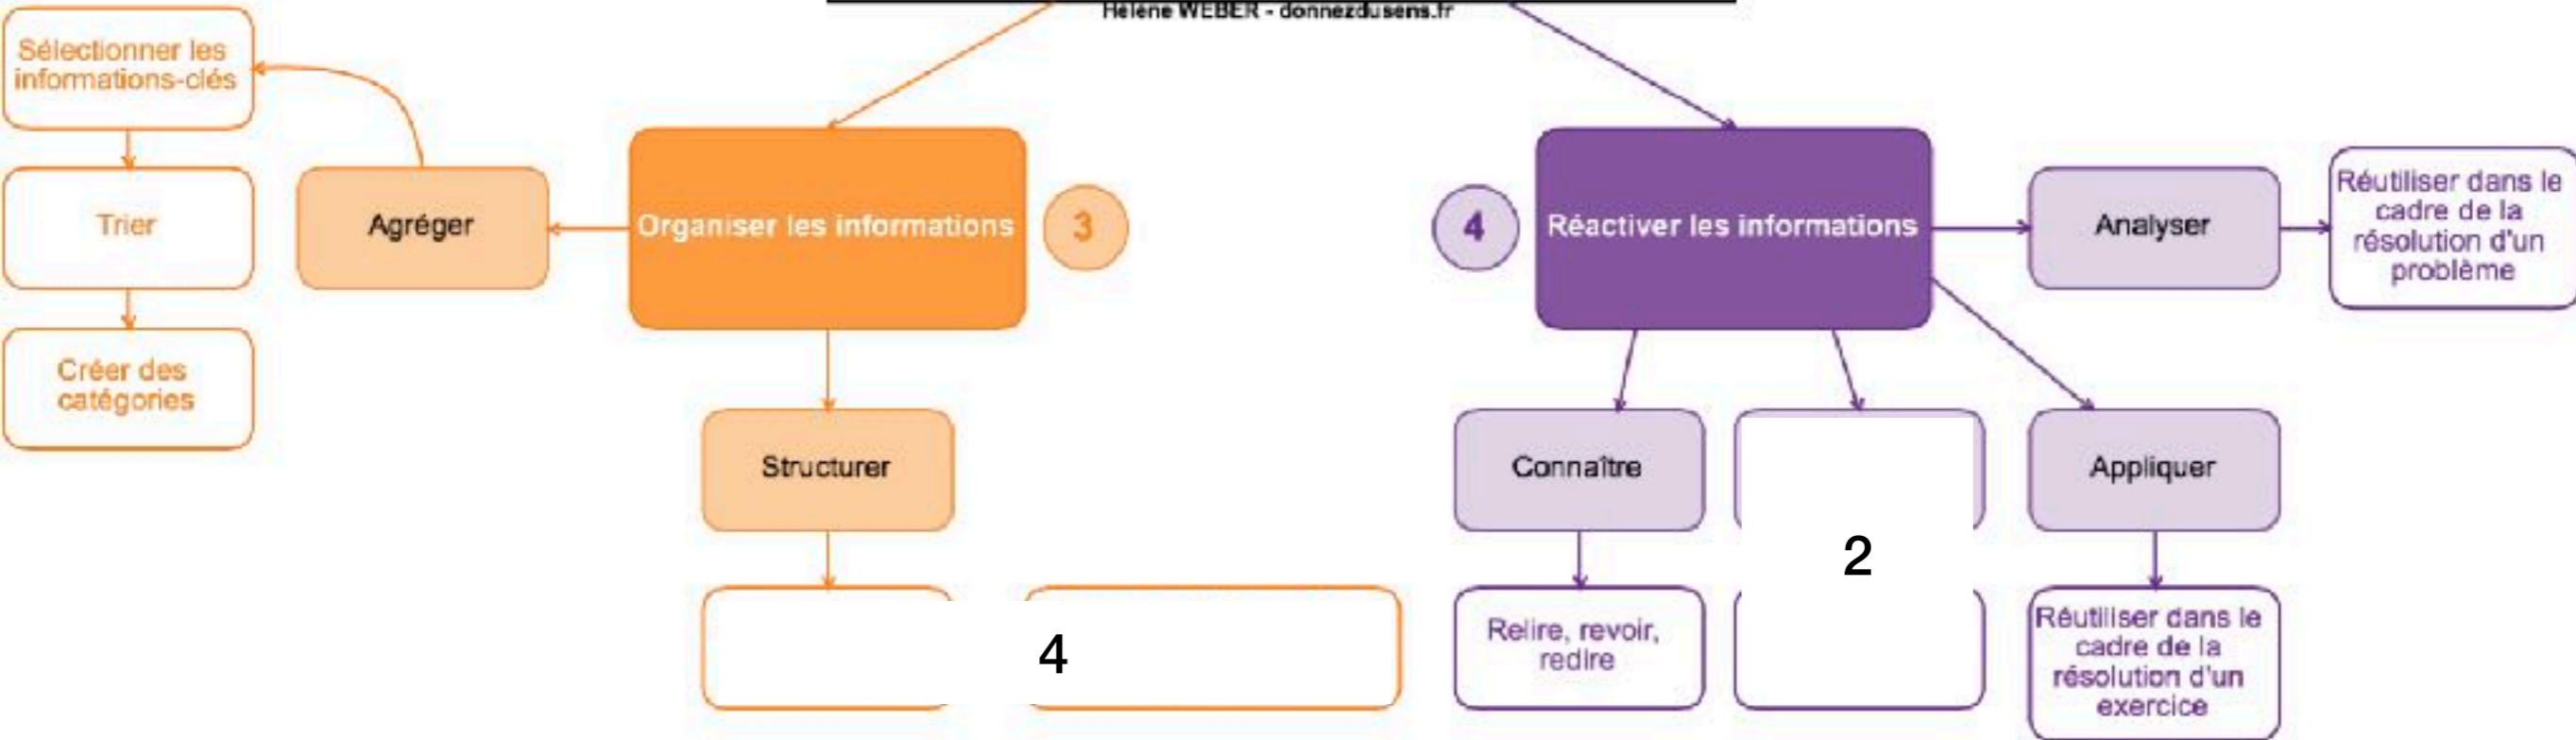 Hélène WEBER - donnezdusens.fr
Sélectionner les
informations-clés
Trier
Créer des
catégories
Agréger
Organiser les informations
3
Structurer
4
4
Réactiver les informations
Analyser
Réutiliser dans le
cadre de la
résolution d'un
problème
Connaître
Relire, revoir,
redire
2
Appliquer
Réutiliser dans le
cadre de la
résolution d'un
exercice